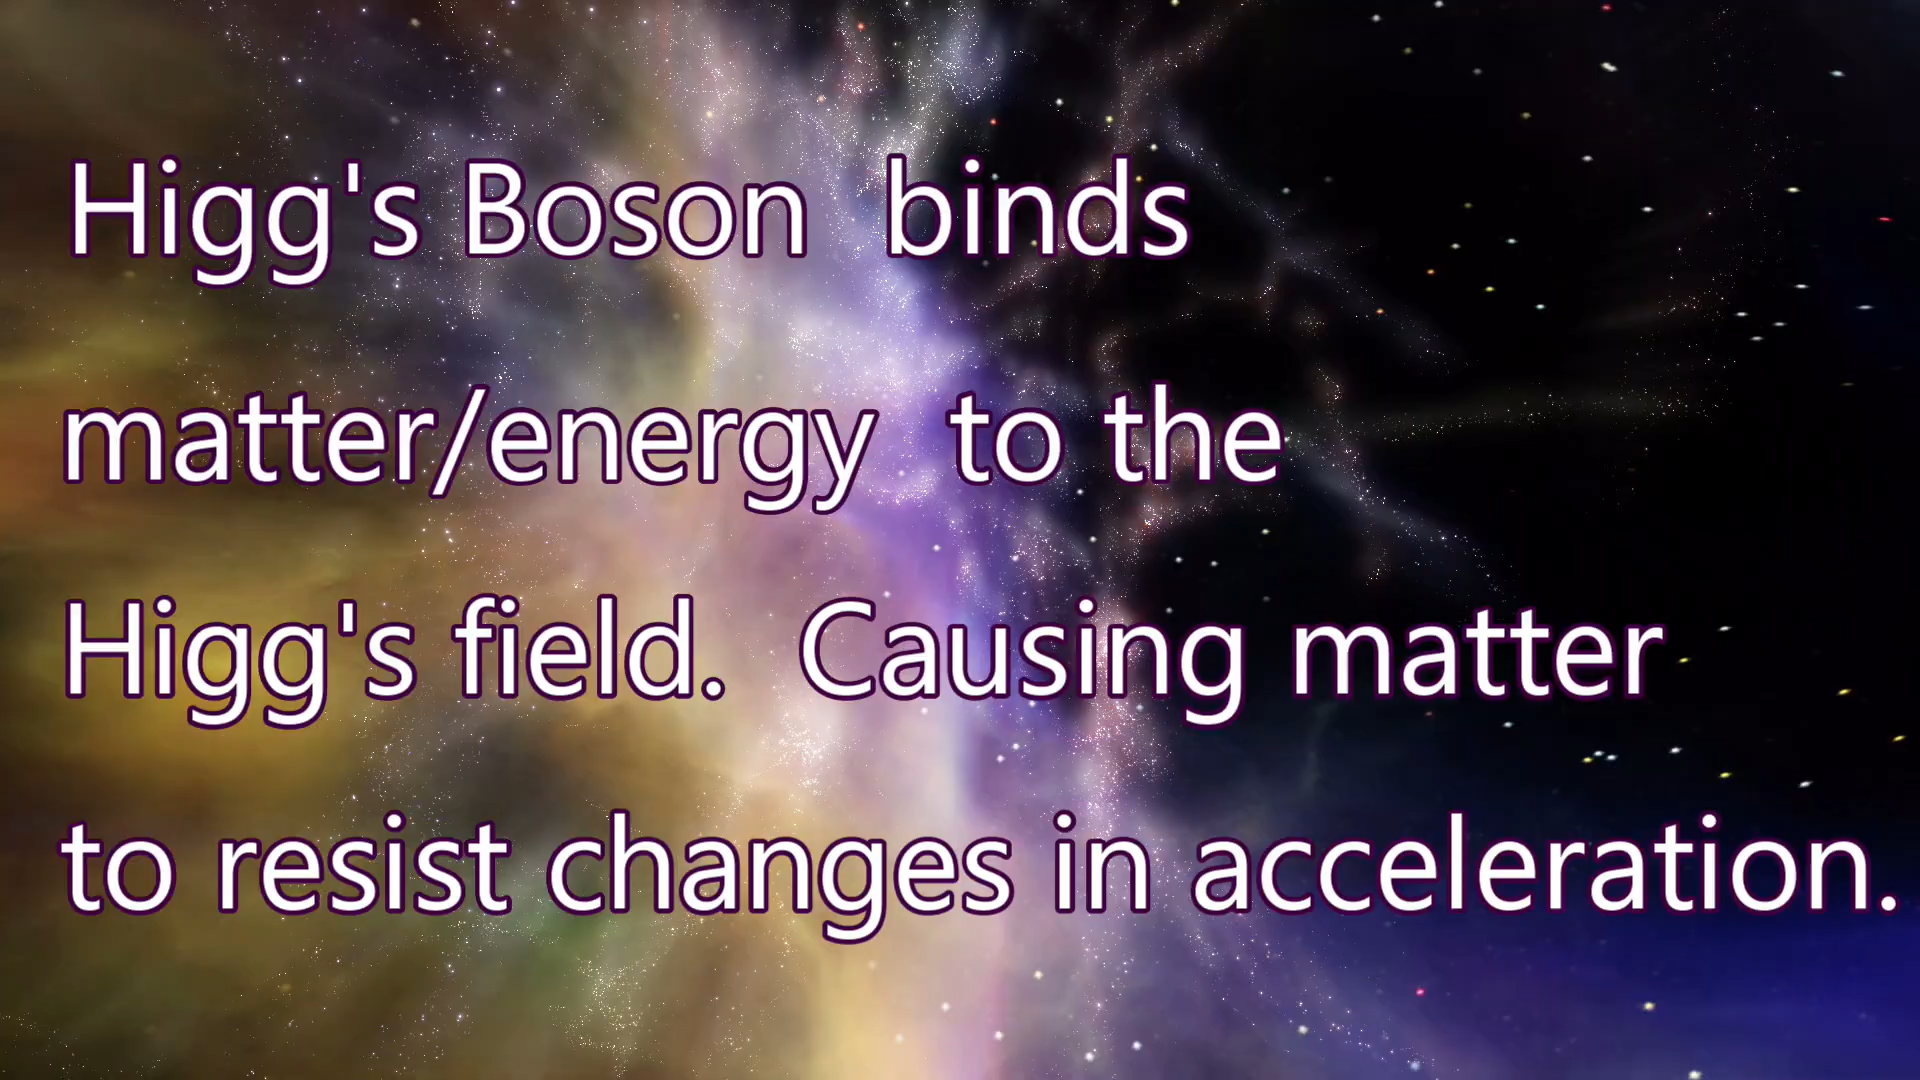 Higg's Boson  binds
matter/energy  to the
Higg's field.  Causing matter
to resist changes in acceleration.